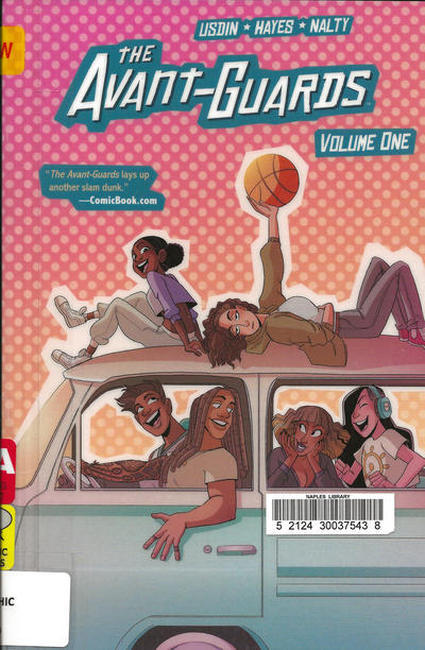 USDIN ★ HAYES ★ NALTY
THE
AVANT-GUARDS
VOLUME ONE
"The Avant-Guards lays up
another slam dunk."
—ComicBook.com
W
A
NAPLES LIBRARY
5 2124 30037543 8
C
S
HIC